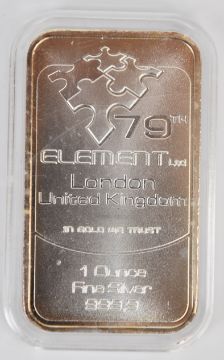 79TH
ELEMENT Ltd
London
United Kingdom
IN GOLD WE TRUST
1 Ounce
Fine Silver
999,9